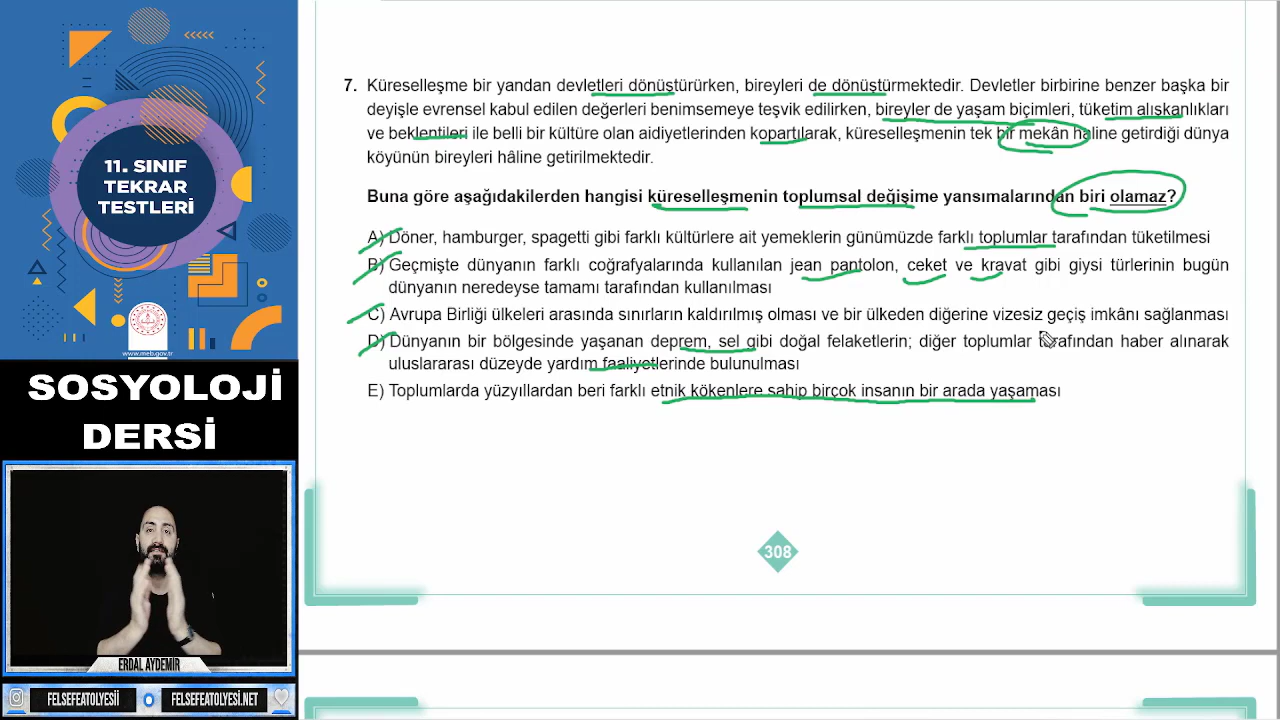 11. SINIF
TEKRAR
TESTLERİ
www.meb.gov.tr
SOSYOLOJİ
DERSİ
ERDAL AYDEMİR
FELSEFEATOLYESİİ
FELSEFEATOLYESİ.NET
7. Küreselleşme bir yandan devletleri dönüştürürken, bireyleri de dönüştürmektedir. Devletler birbirine benzer başka bir
deyişle evrensel kabul edilen değerleri benimsemeye teşvik edilirken, bireyler de yaşam biçimleri, tüketim alışkanlıkları
ve beklentileri ile belli bir kültüre olan aidiyetlerinden kopartılarak, küreselleşmenin tek bir mekân haline getirdiği dünya
köyünün bireyleri hâline getirilmektedir.
Buna göre aşağıdakilerden hangisi küreselleşmenin toplumsal değişime yansımalarından biri olamaz?
A) Döner, hamburger, spagetti gibi farklı kültürlere ait yemeklerin günümüzde farklı toplumlar tarafından tüketilmesi
B) Geçmişte dünyanın farklı coğrafyalarında kullanılan jean pantolon, ceket ve kravat gibi giysi türlerinin bugün
dünyanın neredeyse tamamı tarafından kullanılması
C) Avrupa Birliği ülkeleri arasında sınırların kaldırılmış olması ve bir ülkeden diğerine vizesiz geçiş imkânı sağlanması
D) Dünyanın bir bölgesinde yaşanan deprem, sel gibi doğal felaketlerin; diğer toplumlar tarafından haber alınarak
uluslararası düzeyde yardım faaliyetlerinde bulunulması
E) Toplumlarda yüzyıllardan beri farklı etnik kökenlere sahip birçok insanın bir arada yaşaması
308